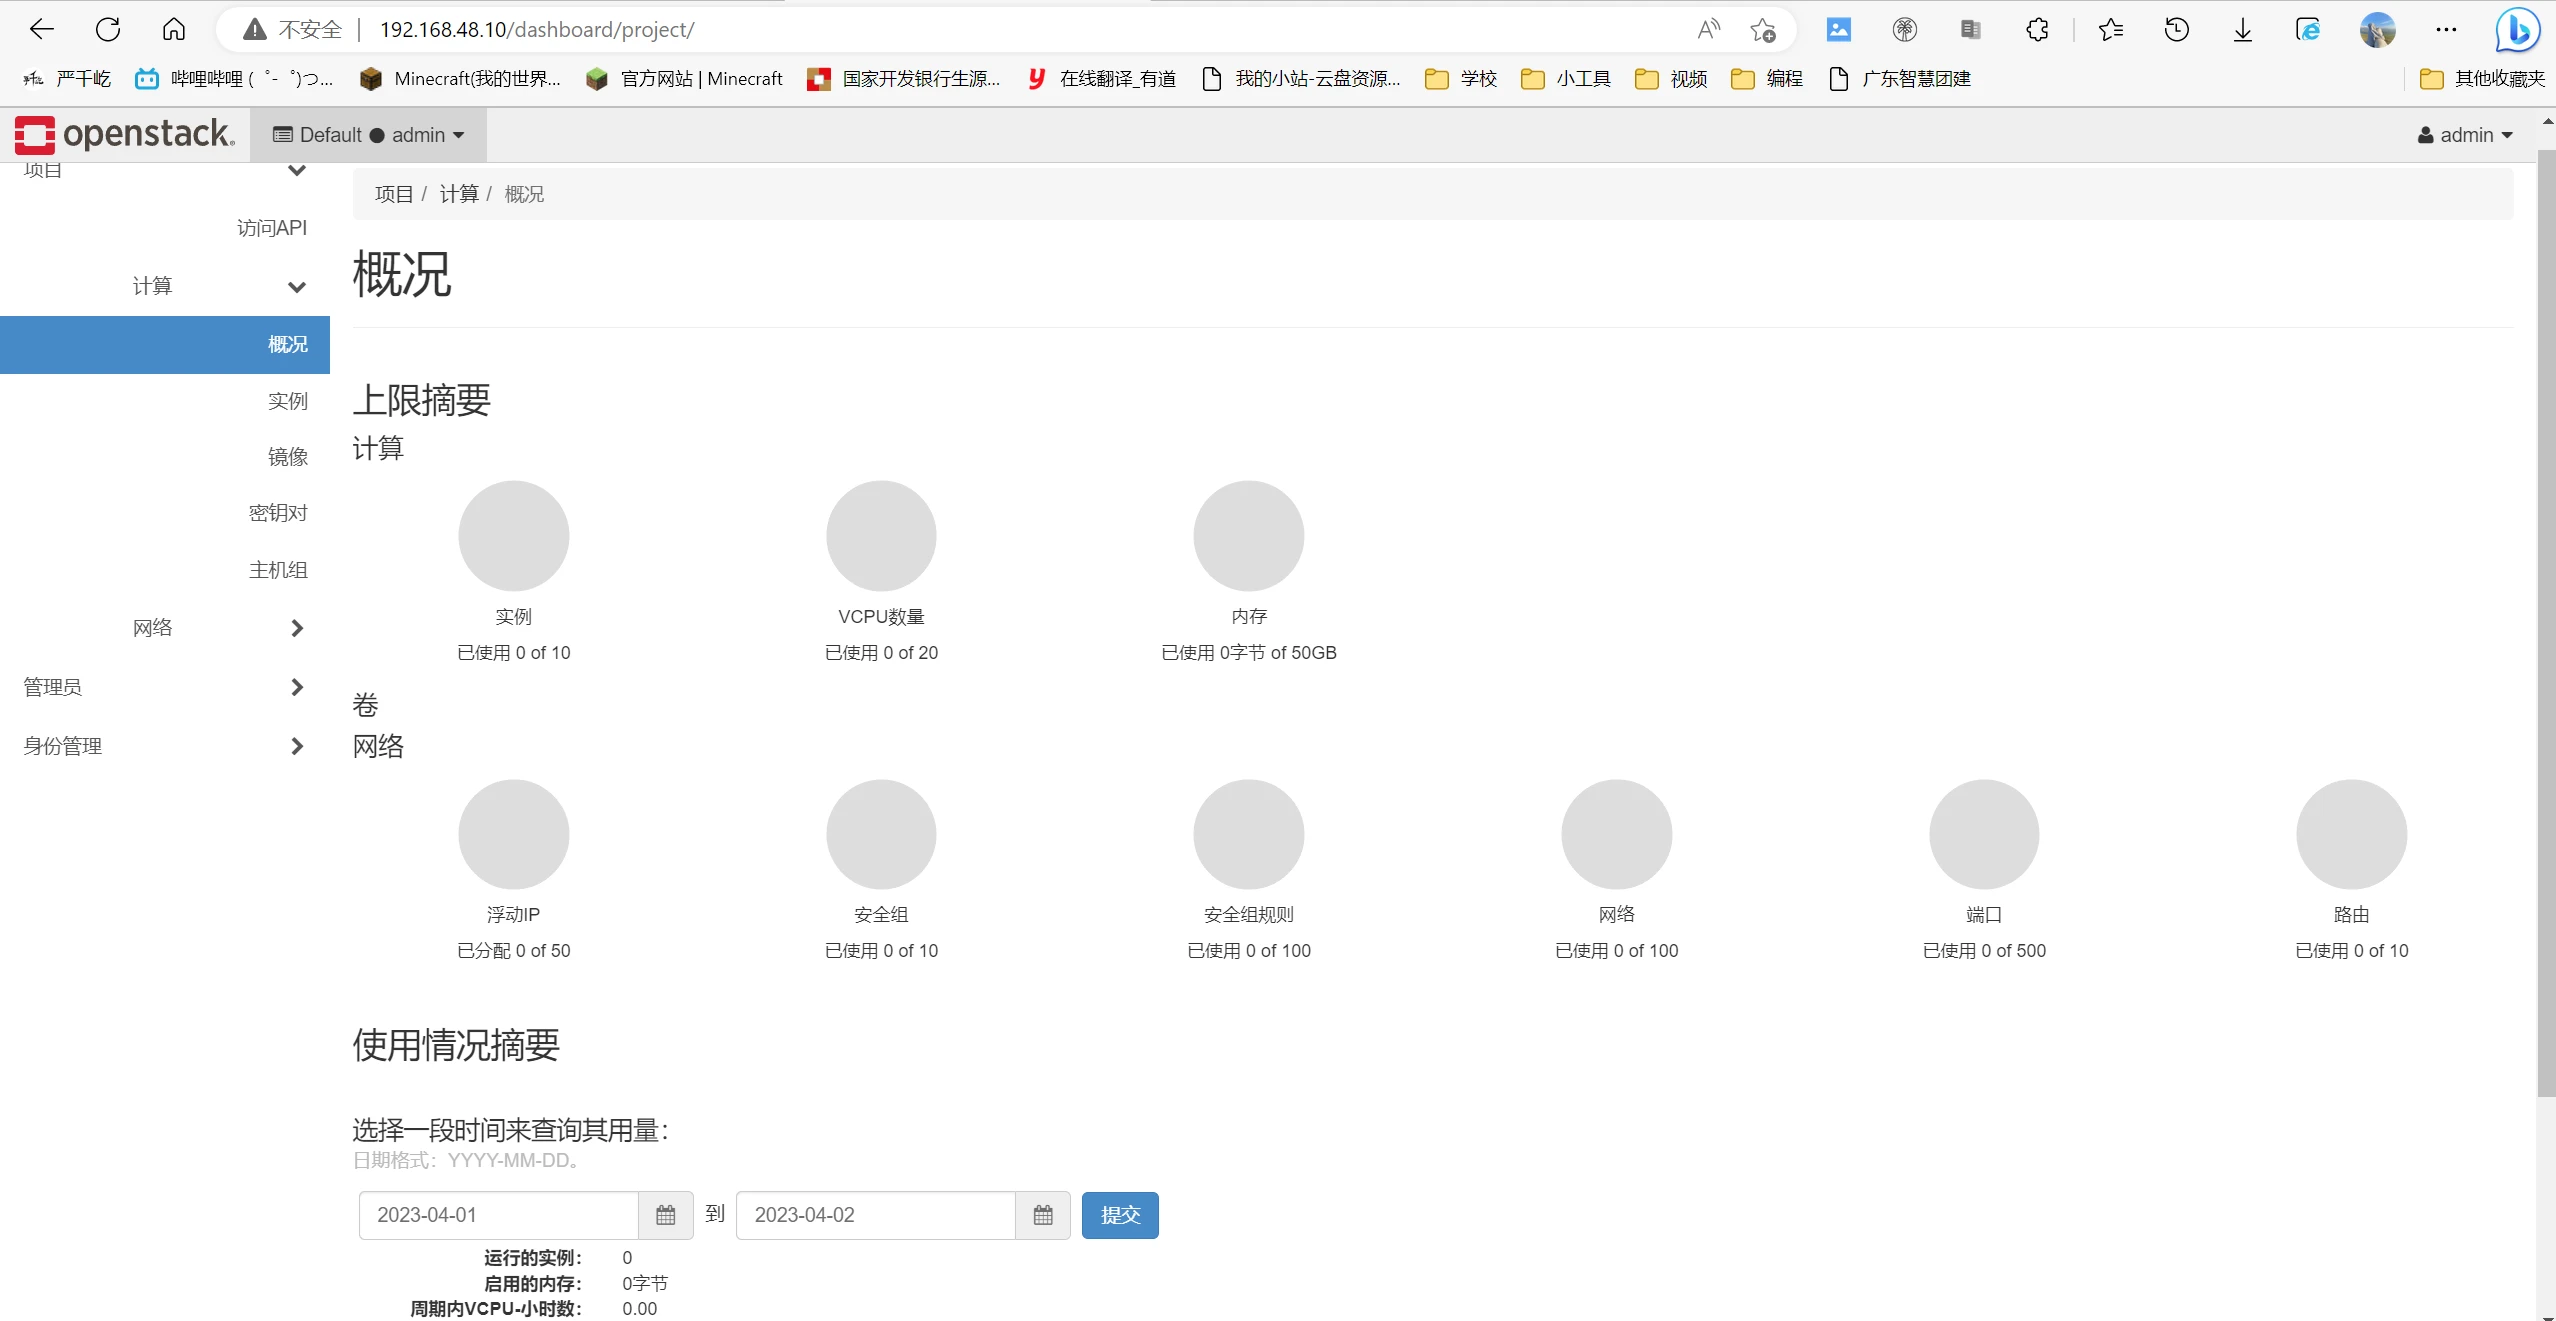 不安全 | 192.168.48.10/dashboard/project/
严千屹 哔哩哔哩 (゜-゜)つ... Minecraft(我的世界... 官方网站 | Minecraft 国家开发银行生源... 在线翻译_有道 我的小站-云盘资源... 学校 小工具 视频 编程 广东智慧团建 其他收藏夹
openstack. Default ● admin admin
项目
访问API
计算
概况
实例
镜像
密钥对
主机组
网络
管理员
身份管理
项目 / 计算 / 概况
概况
上限摘要
计算
实例 VCPU数量 内存
已使用 0 of 10 已使用 0 of 20 已使用 0字节 of 50GB
卷
网络
浮动IP 安全组 安全组规则 网络 端口 路由
已分配 0 of 50 已使用 0 of 10 已使用 0 of 100 已使用 0 of 100 已使用 0 of 500 已使用 0 of 10
使用情况摘要
选择一段时间来查询其用量：
日期格式：YYYY-MM-DD。
2023-04-01 到 2023-04-02 提交
运行的实例： 0
启用的内存： 0字节
周期内VCPU-小时数： 0.00